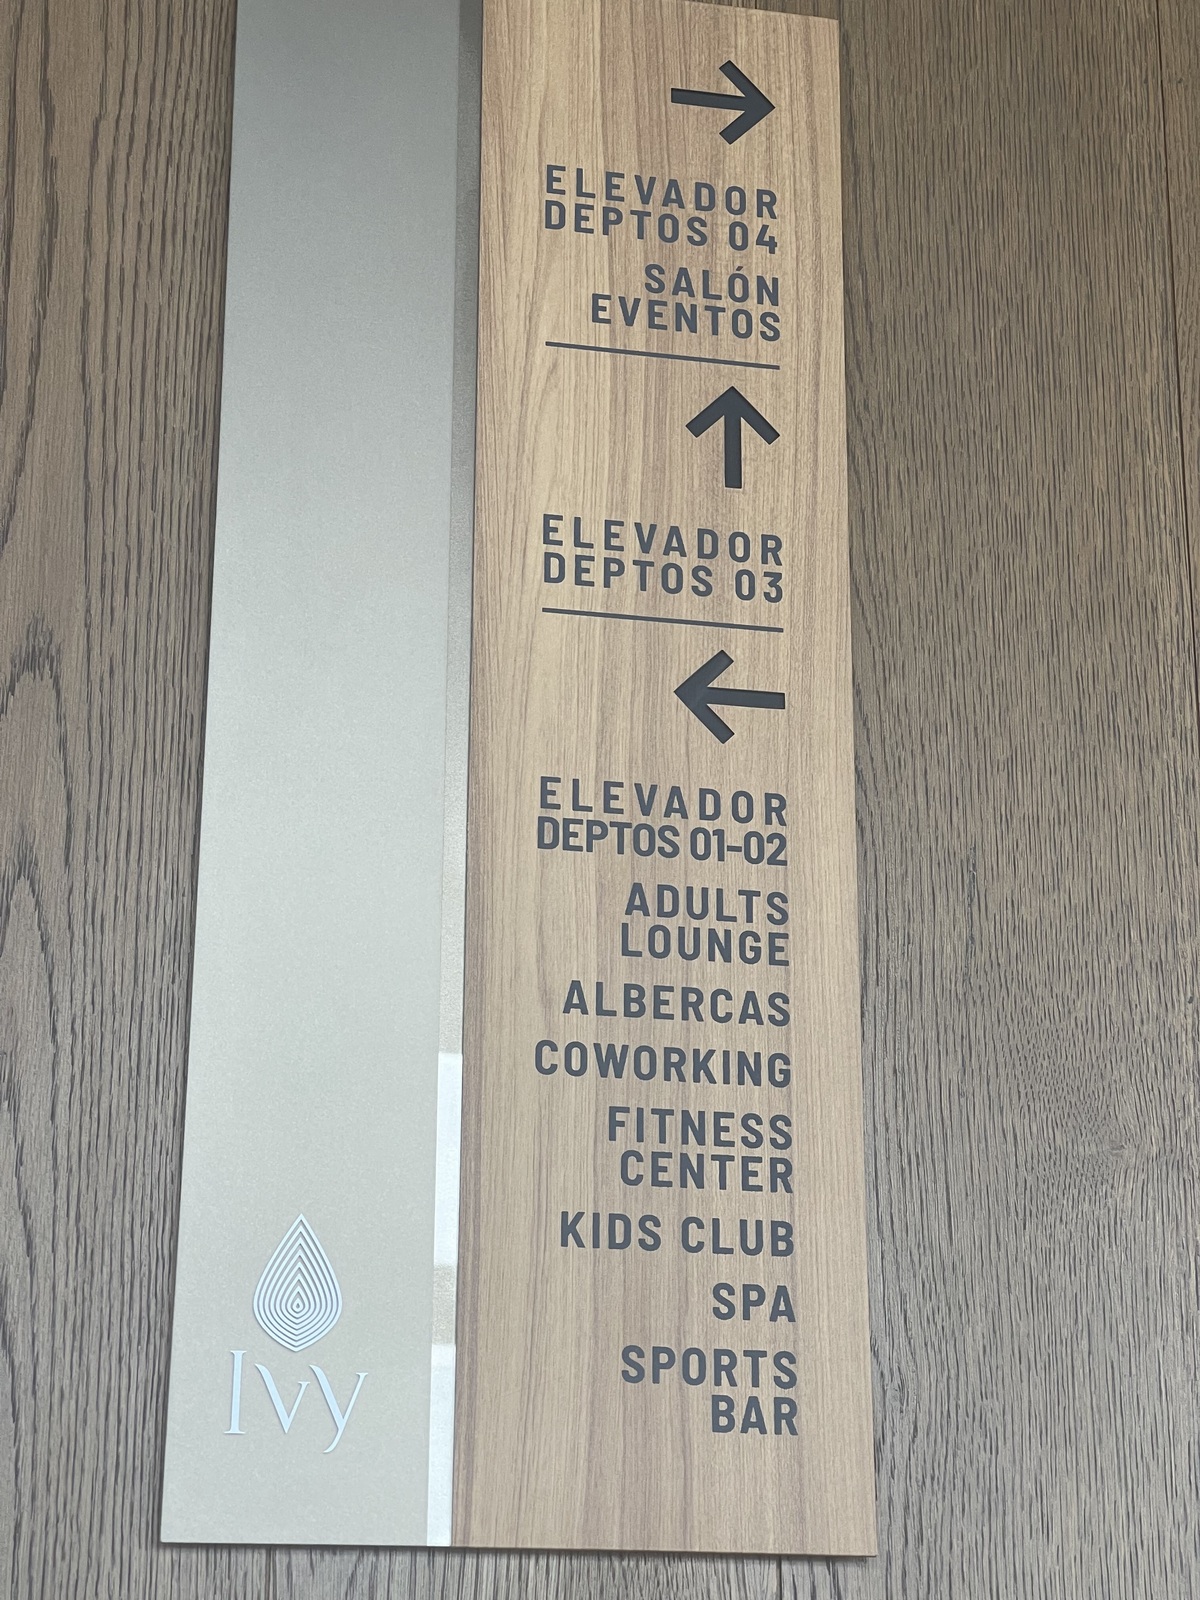 ELEVADOR
DEPTOS 04
SALÓN
EVENTOS
ELEVADOR
DEPTOS 03
ELEVADOR
DEPTOS 01-02
ADULTS
LOUNGE
ALBERCAS
COWORKING
FITNESS
CENTER
KIDS CLUB
SPA
SPORTS
BAR
Ivy